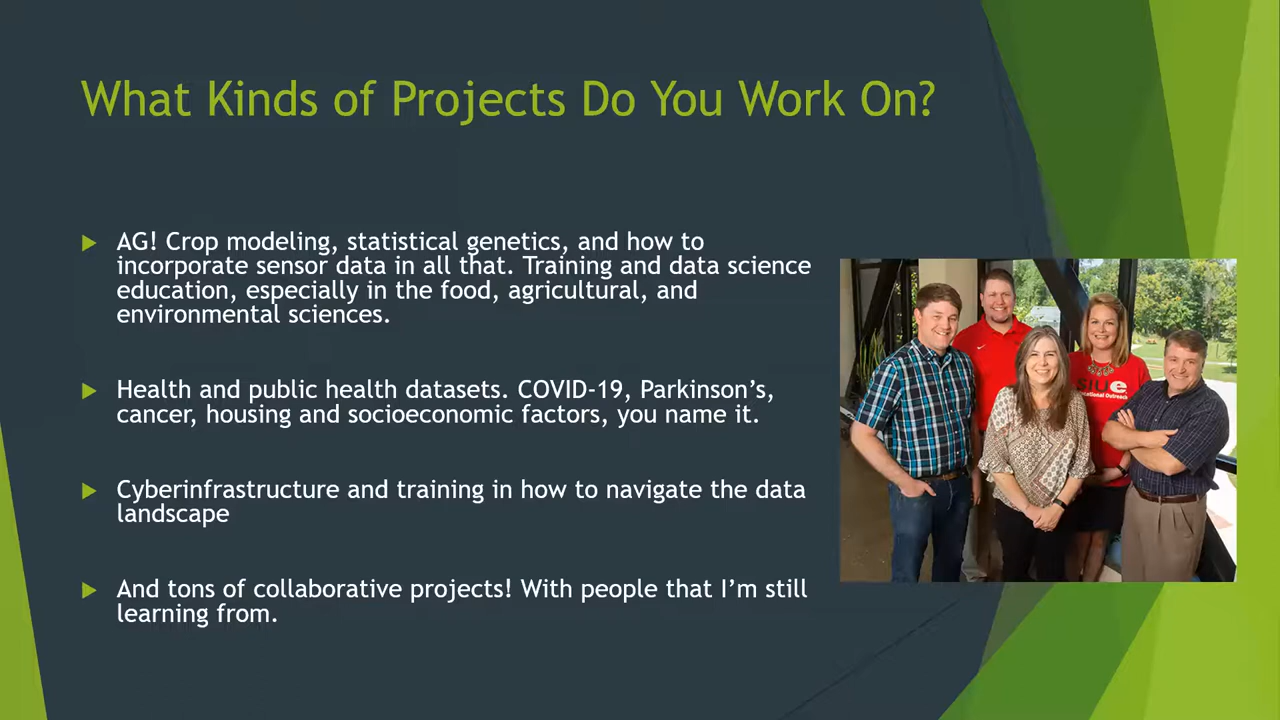 What Kinds of Projects Do You Work On?
AG! Crop modeling, statistical genetics, and how to
incorporate sensor data in all that. Training and data science
education, especially in the food, agricultural, and
environmental sciences.
Health and public health datasets. COVID-19, Parkinson’s,
cancer, housing and socioeconomic factors, you name it.
Cyberinfrastructure and training in how to navigate the data
landscape
And tons of collaborative projects! With people that I’m still
learning from.
SIUe
Outreach